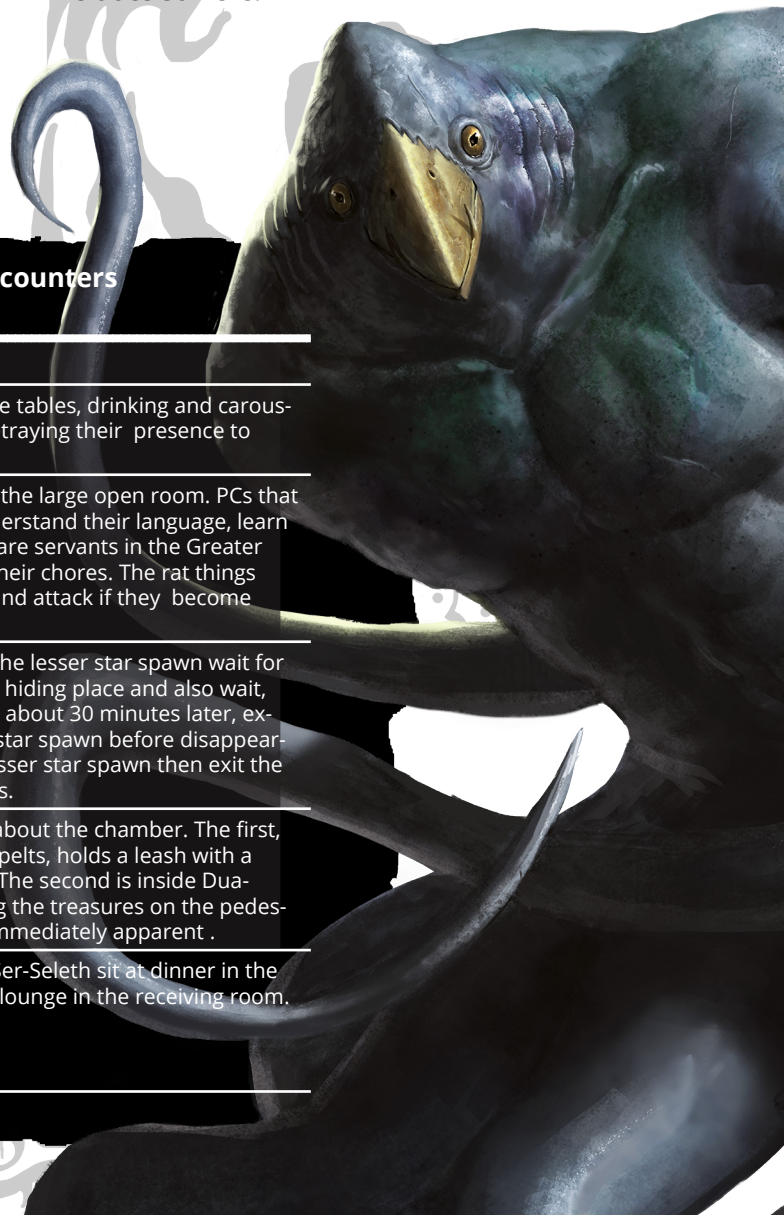 counters
e tables, drinking and carous-
traying their presence to
the large open room. PCs that
derstand their language, learn
are servants in the Greater
heir chores. The rat things
nd attack if they become
he lesser star spawn wait for
hiding place and also wait,
about 30 minutes later, ex-
star spawn before disappear-
sser star spawn then exit the
s.
about the chamber. The first,
pelts, holds a leash with a
The second is inside Dua-
g the treasures on the pedes-
mmediately apparent .
Ser-Seleth sit at dinner in the
lounge in the receiving room.